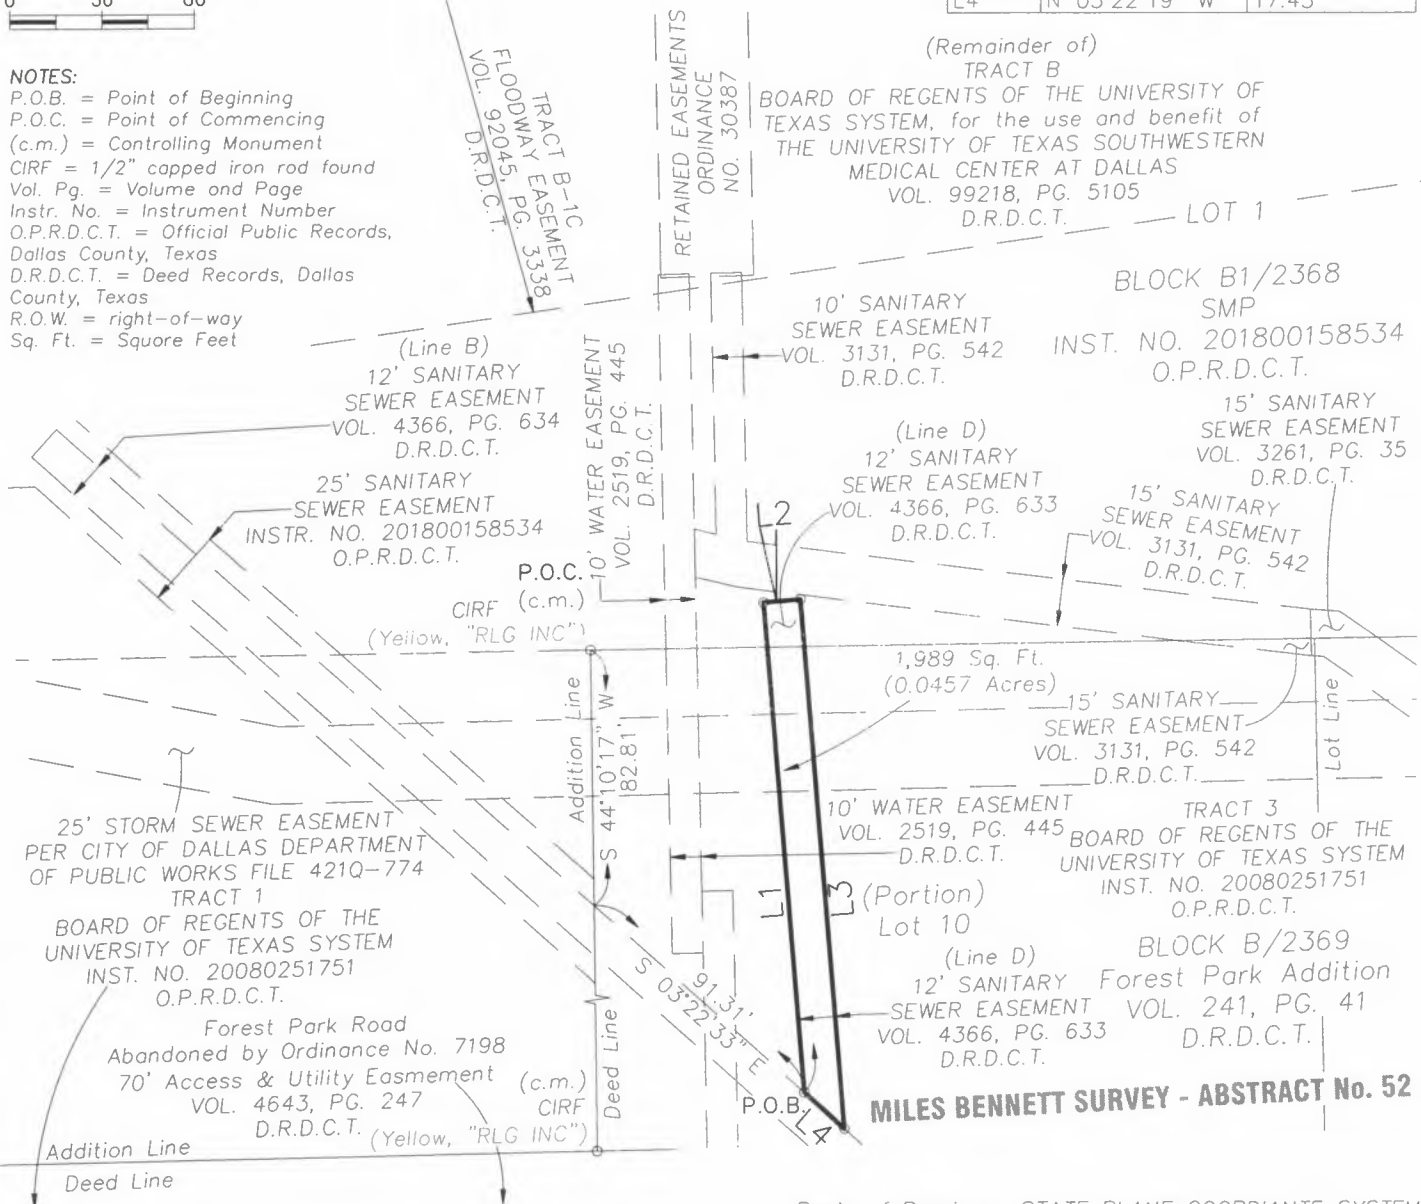 0 30 60
L4 N 03°22'19" W 17.43'
NOTES:
P.O.B. = Point of Beginning
P.O.C. = Point of Commencing
(c.m.) = Controlling Monument
CIRF = 1/2" capped iron rod found
Vol. Pg. = Volume and Page
Instr. No. = Instrument Number
O.P.R.D.C.T. = Official Public Records,
Dallas County, Texas
D.R.D.C.T. = Deed Records, Dallas
County, Texas
R.O.W. = right-of-way
Sq. Ft. = Square Feet
TRACT B-1C
FLOODWAY EASEMENT
VOL. 92045, PG. 3338
D.R.D.C.T.
RETAINED EASEMENTS
ORDINANCE
NO. 30387
(Remainder of)
TRACT B
BOARD OF REGENTS OF THE UNIVERSITY OF
TEXAS SYSTEM, for the use and benefit of
THE UNIVERSITY OF TEXAS SOUTHWESTERN
MEDICAL CENTER AT DALLAS
VOL. 99218, PG. 5105
D.R.D.C.T.
LOT 1
BLOCK B1/2368
SMP
INST. NO. 201800158534
O.P.R.D.C.T.
10' SANITARY
SEWER EASEMENT
VOL. 3131, PG. 542
D.R.D.C.T.
(Line B)
12' SANITARY
SEWER EASEMENT
VOL. 4366, PG. 634
D.R.D.C.T.
25' SANITARY
SEWER EASEMENT
INSTR. NO. 201800158534
O.P.R.D.C.T.
10' WATER EASEMENT
VOL. 2519, PG. 445
D.R.D.C.T.
(Line D)
12' SANITARY
SEWER EASEMENT
VOL. 4366, PG. 633
D.R.D.C.T.
15' SANITARY
SEWER EASEMENT
VOL. 3261, PG. 35
D.R.D.C.T.
15' SANITARY
SEWER EASEMENT
VOL. 3131, PG. 542
D.R.D.C.T.
L2
P.O.C.
CIRF (c.m.)
(Yellow, "RLG INC")
1,989 Sq. Ft.
(0.0457 Acres)
15' SANITARY
SEWER EASEMENT
VOL. 3131, PG. 542
D.R.D.C.T.
Lot Line
Addition Line
S 44°10'17" W
82.81'
25' STORM SEWER EASEMENT
PER CITY OF DALLAS DEPARTMENT
OF PUBLIC WORKS FILE 421Q-774
TRACT 1
BOARD OF REGENTS OF THE
UNIVERSITY OF TEXAS SYSTEM
INST. NO. 20080251751
O.P.R.D.C.T.
10' WATER EASEMENT
VOL. 2519, PG. 445
D.R.D.C.T.
TRACT 3
BOARD OF REGENTS OF THE
UNIVERSITY OF TEXAS SYSTEM
INST. NO. 20080251751
O.P.R.D.C.T.
L1
L3
(Portion)
Lot 10
BLOCK B/2369
Forest Park Addition
VOL. 241, PG. 41
D.R.D.C.T.
(Line D)
12' SANITARY
SEWER EASEMENT
VOL. 4366, PG. 633
D.R.D.C.T.
91.31'
S 03°22'33" E
Forest Park Road
Abandoned by Ordinance No. 7198
70' Access & Utility Easmement
VOL. 4643, PG. 247
D.R.D.C.T.
(c.m.)
CIRF
(Yellow, "RLG INC")
Deed Line
P.O.B.
L4
MILES BENNETT SURVEY - ABSTRACT No. 52
Addition Line
Deed Line
STATE PLANE COORDIANTE SYSTEM